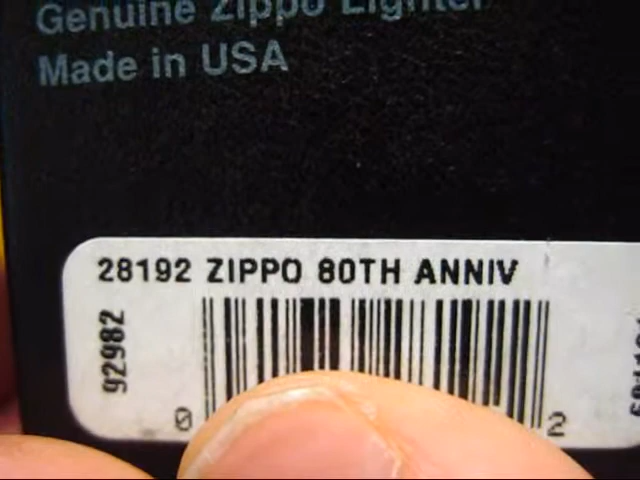 Genuine Zippo Lighter
Made in USA
28192 ZIPPO 80TH ANNIV
92982
0
2